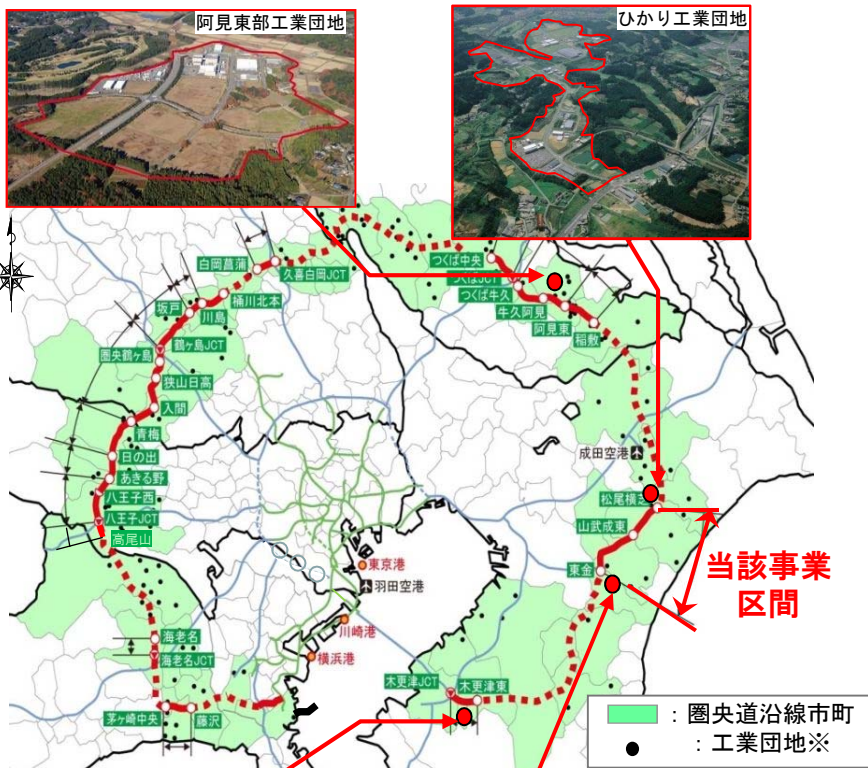 阿見東部工業団地
ひかり工業団地
つくば中央
白岡菖蒲
久喜白岡JCT
つくばJCT
つくば牛久
桶川北本
坂戸
牛久阿見
川島
阿見東
稲敷
鶴ヶ島JCT
圏央鶴ヶ島
狭山日高
入間
青梅
日の出
成田空港
あきる野
八王子西
松尾横芝
八王子JCT
山武成東
高尾山
東京港
東金
当該事業
区間
羽田空港
川崎港
海老名
海老名JCT
横浜港
木更津JCT
木更津東
茅ヶ崎中央
藤沢
:圏央道沿線市町
:工業団地※